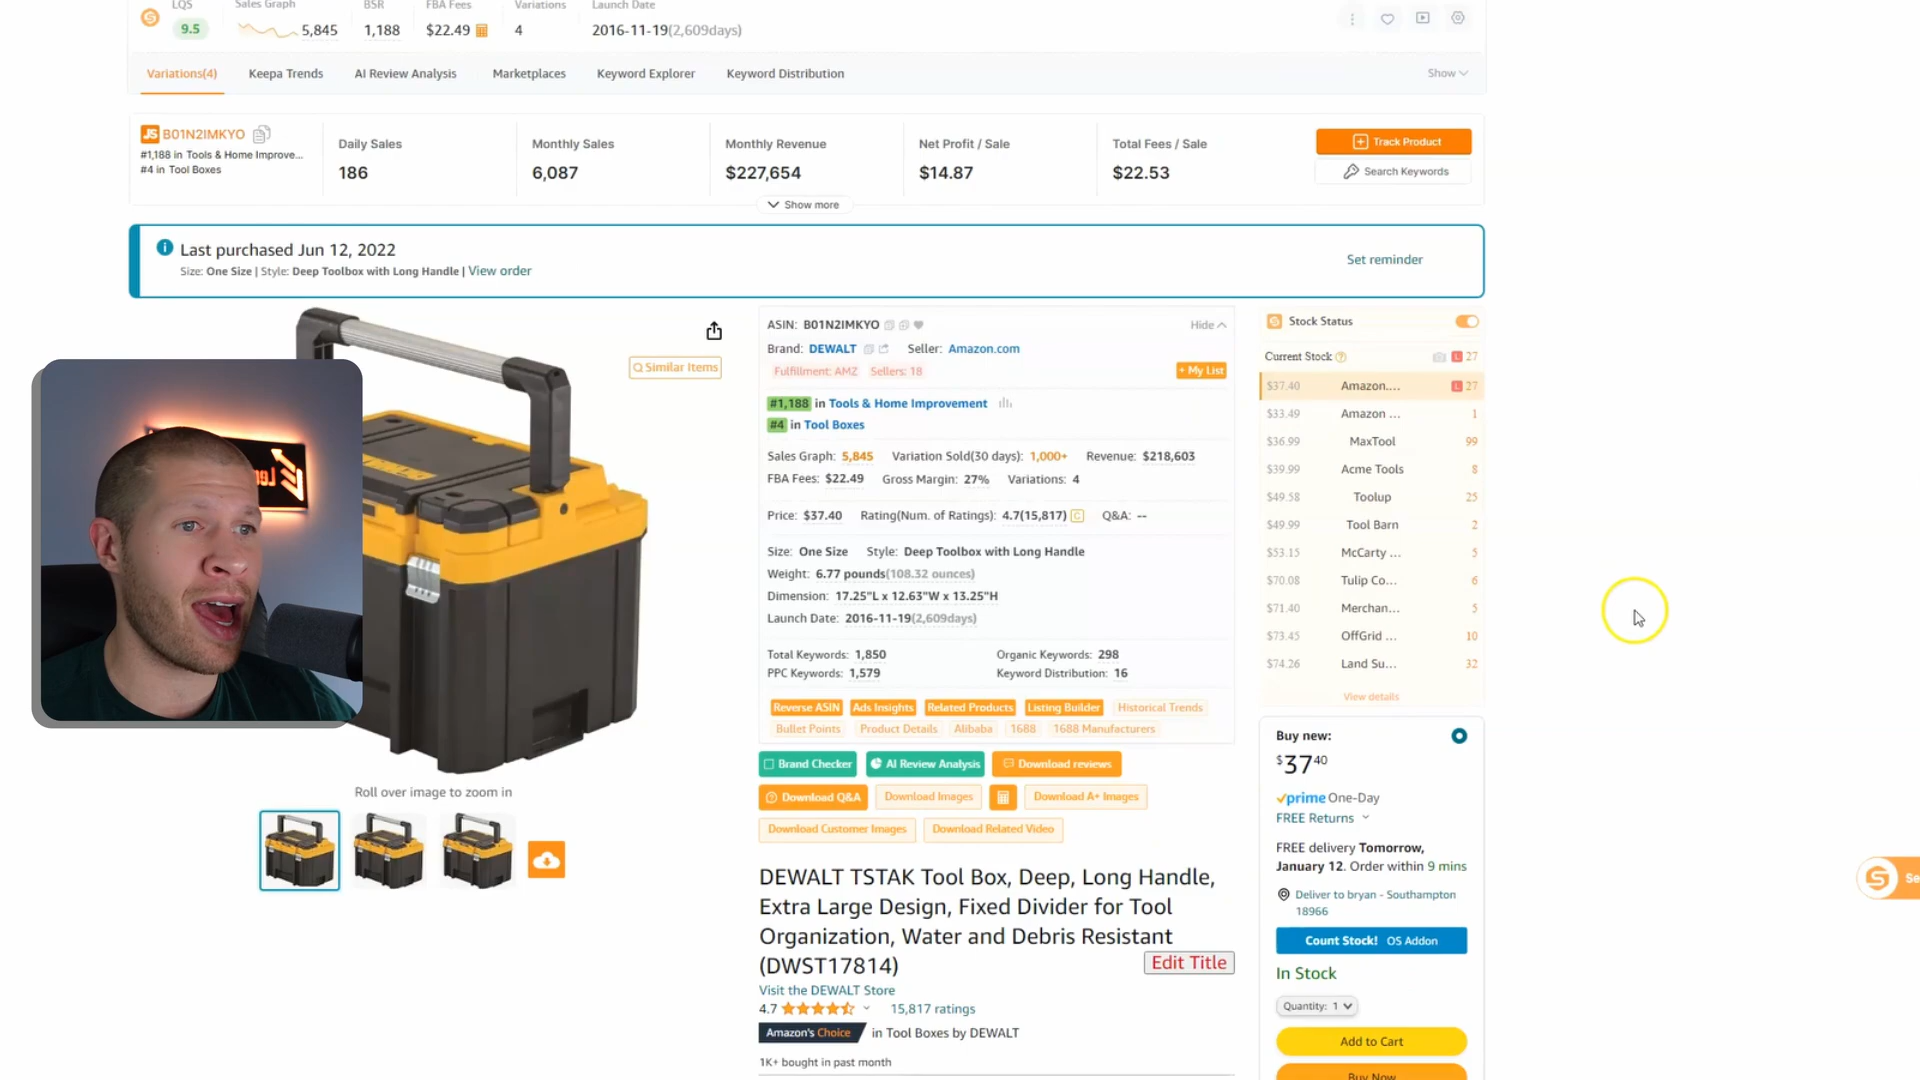 LQS
Sales Graph
BSR
FBA Fees
Variations
Launch Date
9.5
5,845
1,188
$22.49
4
2016-11-19(2,609days)
Variations(4)
Keepa Trends
AI Review Analysis
Marketplaces
Keyword Explorer
Keyword Distribution
Show
JS B01N2IMKYO
#1,188 in Tools & Home Improve...
#4 in Tool Boxes
Daily Sales
186
Monthly Sales
6,087
Monthly Revenue
$227,654
Net Profit / Sale
$14.87
Total Fees / Sale
$22.53
Track Product
Search Keywords
Show more
Last purchased Jun 12, 2022
Size: One Size | Style: Deep Toolbox with Long Handle | View order
Set reminder
Similar Items
Roll over image to zoom in
ASIN: B01N2IMKYO
Hide
Brand: DEWALT Seller: Amazon.com
Fulfillment: AMZ Sellers: 18
+ My List
#1,188 in Tools & Home Improvement
#4 in Tool Boxes
Sales Graph: 5,845 Variation Sold(30 days): 1,000+ Revenue: $218,603
FBA Fees: $22.49 Gross Margin: 27% Variations: 4
Price: $37.40 Rating(Num. of Ratings): 4.7(15,817) C Q&A: --
Size: One Size Style: Deep Toolbox with Long Handle
Weight: 6.77 pounds(108.32 ounces)
Dimension: 17.25"L x 12.63"W x 13.25"H
Launch Date: 2016-11-19(2,609days)
Total Keywords: 1,850 Organic Keywords: 298
PPC Keywords: 1,579 Keyword Distribution: 16
Reverse ASIN Ads Insights Related Products Listing Builder Historical Trends
Bullet Points Product Details Alibaba 1688 1688 Manufacturers
Brand Checker AI Review Analysis Download reviews
Download Q&A Download Images Download A+ Images
Download Customer Images Download Related Video
DEWALT TSTAK Tool Box, Deep, Long Handle,
Extra Large Design, Fixed Divider for Tool
Organization, Water and Debris Resistant
(DWST17814)
Edit Title
Visit the DEWALT Store
4.7 15,817 ratings
Amazon's Choice in Tool Boxes by DEWALT
1K+ bought in past month
Stock Status
Current Stock L 27
$37.40 Amazon.... L 27
$33.49 Amazon ... 1
$36.99 MaxTool 99
$39.99 Acme Tools 8
$49.58 Toolup 25
$49.99 Tool Barn 2
$53.15 McCarty ... 5
$70.08 Tulip Co... 6
$71.40 Merchan... 5
$73.45 OffGrid ... 10
$74.26 Land Su... 32
View details
Buy new:
$37 40
prime One-Day
FREE Returns
FREE delivery Tomorrow,
January 12. Order within 9 mins
Deliver to bryan - Southampton
18966
Count Stock! OS Addon
In Stock
Quantity: 1
Add to Cart
Buy Now
Se